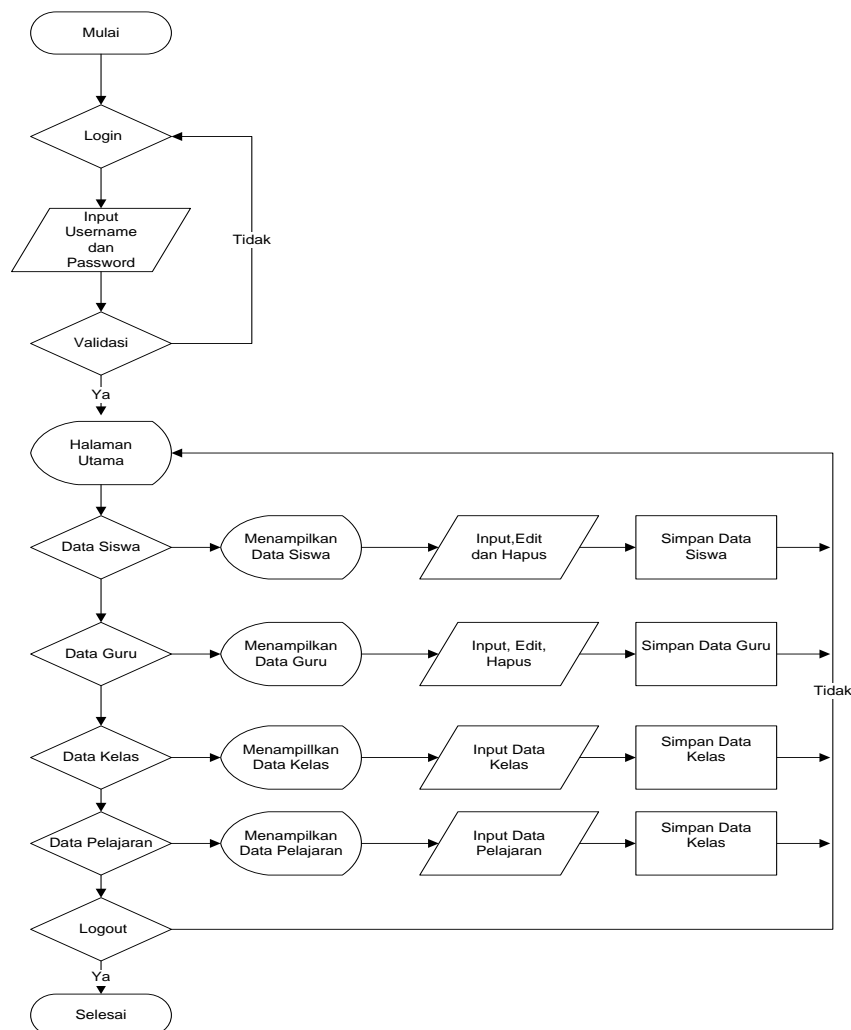 Mulai
Login
Input
Username
dan
Password
Tidak
Validasi
Ya
Halaman
Utama
Data Siswa
Menampilkan
Data Siswa
Input,Edit
dan Hapus
Simpan Data
Siswa
Data Guru
Menampilkan
Data Guru
Input, Edit,
Hapus
Simpan Data Guru
Tidak
Data Kelas
Menampillkan
Data Kelas
Input Data
Kelas
Simpan Data
Kelas
Data Pelajaran
Menampilkan
Data Pelajaran
Input Data
Pelajaran
Simpan Data
Kelas
Logout
Ya
Selesai